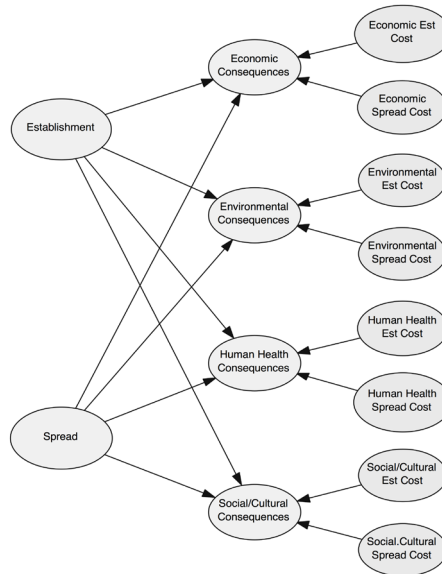 Economic Est
Cost
Economic
Consequences
Economic
Spread Cost
Establishment
Environmental
Est Cost
Environmental
Consequences
Environmental
Spread Cost
Human Health
Est Cost
Human Health
Consequences
Human Health
Spread Cost
Spread
Social/Cultural
Est Cost
Social/Cultural
Consequences
Social.Cultural
Spread Cost